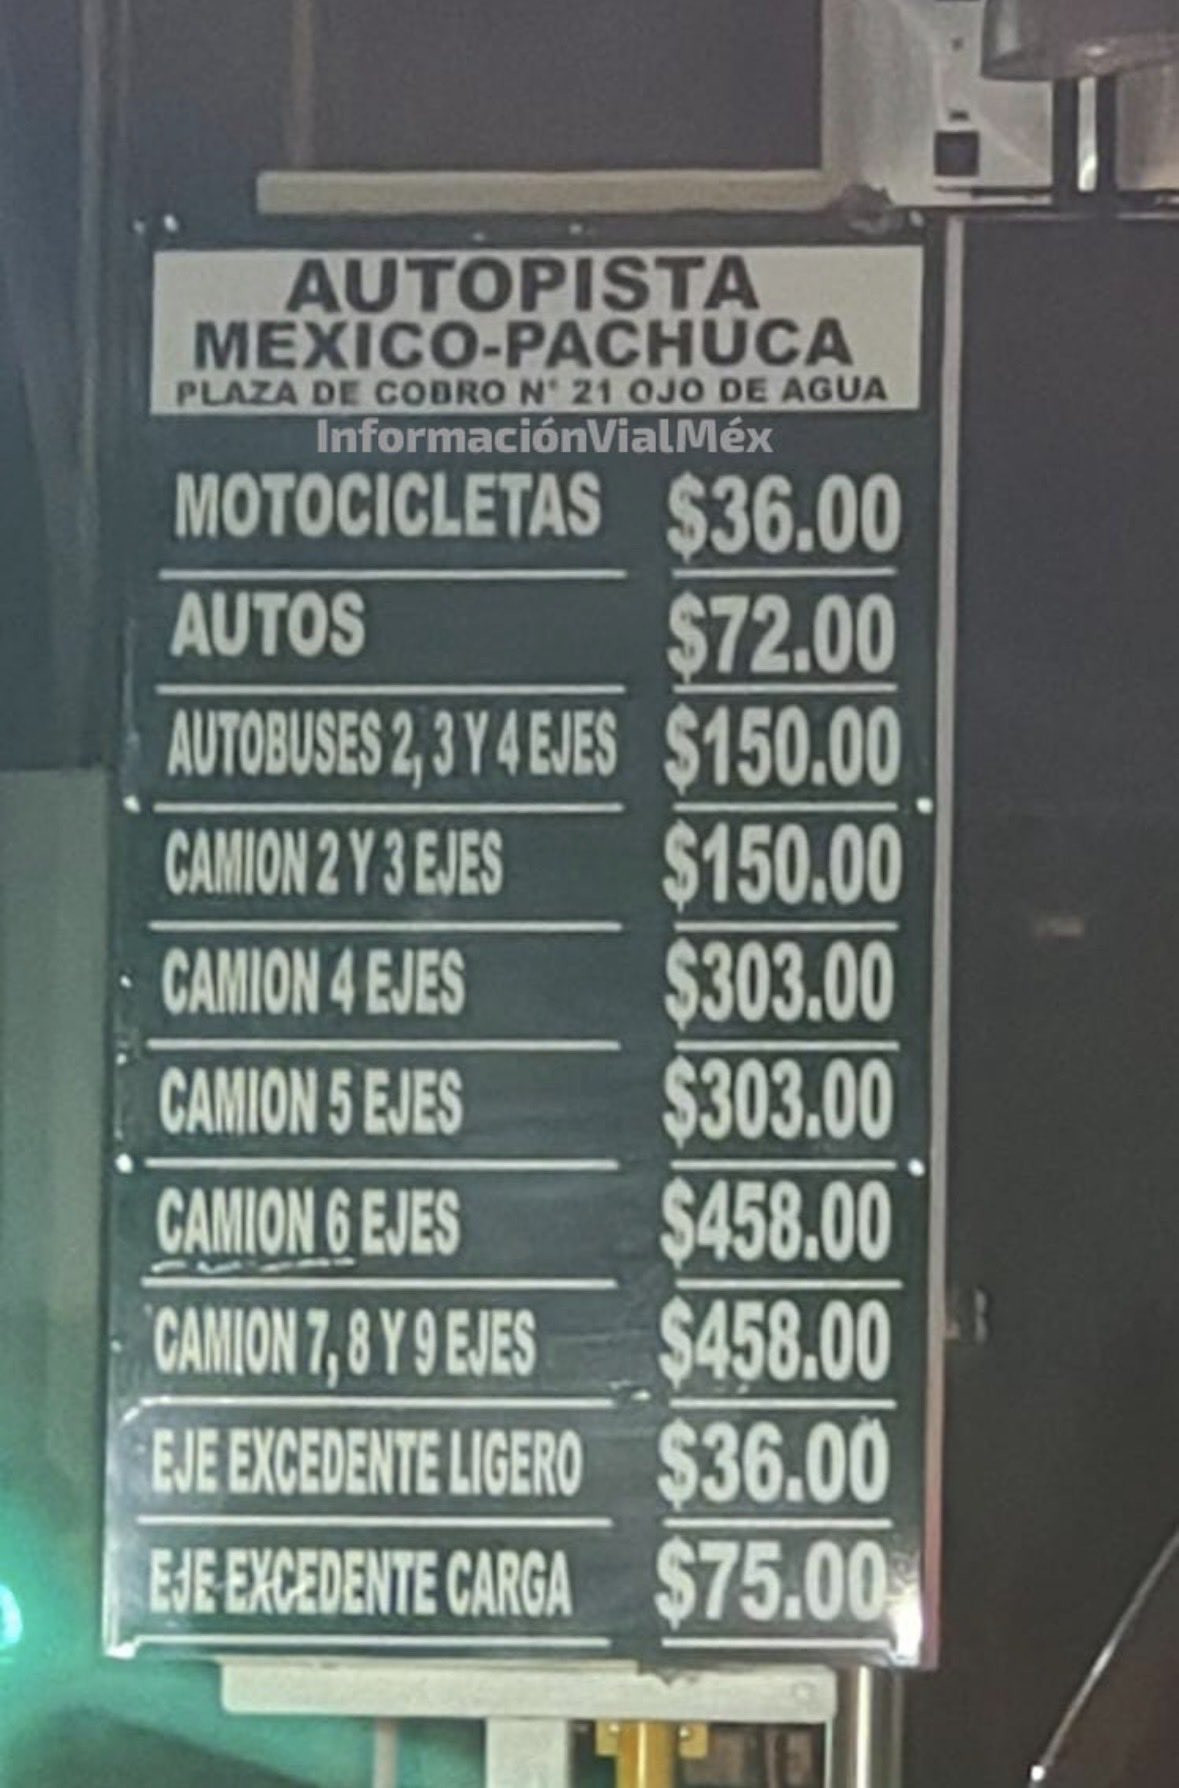 AUTOPISTA
MEXICO-PACHUCA
PLAZA DE COBRO N° 21 OJO DE AGUA
InformaciónVialMéx
MOTOCICLETAS $36.00
AUTOS $72.00
AUTOBUSES 2, 3 Y 4 EJES $150.00
CAMION 2 Y 3 EJES $150.00
CAMION 4 EJES $303.00
CAMION 5 EJES $303.00
CAMION 6 EJES $458.00
CAMION 7, 8 Y 9 EJES $458.00
EJE EXCEDENTE LIGERO $36.00
EJE EXCEDENTE CARGA $75.00